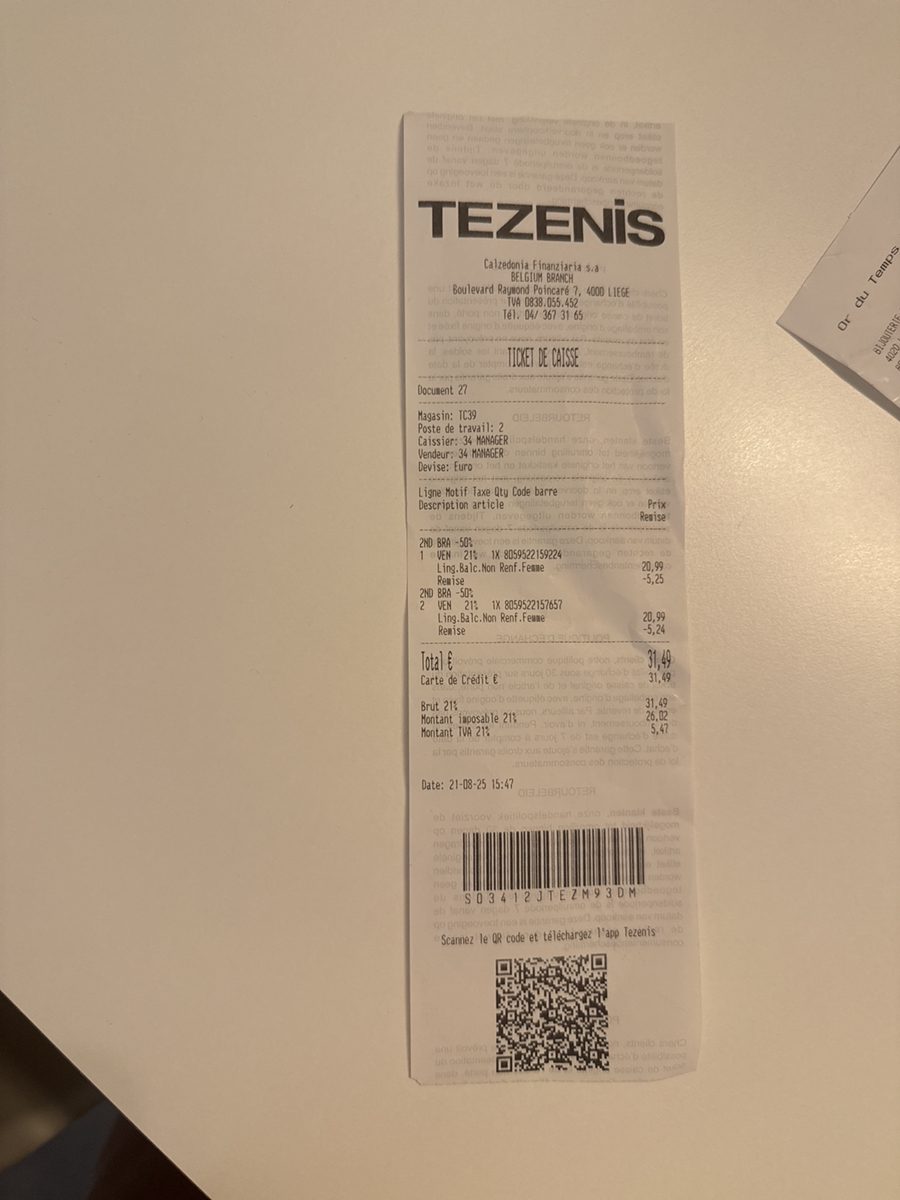 TEZENIS
Calzedonia Finanziaria s.a
BELGIUM BRANCH
Boulevard Raymond Poincaré 7, 4000 LIEGE
TVA 0838.055.452
Tél. 04/ 367 31 65
TICKET DE CAISSE
Document 27
Magasin: TC39
Poste de travail: 2
Caissier: 34 MANAGER
Vendeur: 34 MANAGER
Devise: Euro
Ligne Motif Taxe Qty Code barre
Description article Prix
Remise
2ND BRA -50%
1 VEN 21% 1X 8059522159224
Ling.Balc.Non Renf.Femme 20,99
Remise -5,25
2ND BRA -50%
2 VEN 21% 1X 8059522157657
Ling.Balc.Non Renf.Femme 20,99
Remise -5,24
Total € 31,49
Carte de Crédit € 31,49
Brut 21% 31,49
Montant imposable 21% 26,02
Montant TVA 21% 5,47
Date: 21-08-25 15:47
S03412JTEZM93DM
Scannez le QR code et téléchargez l'app Tezenis
Or du Temps
BIJOUTERIE
4020